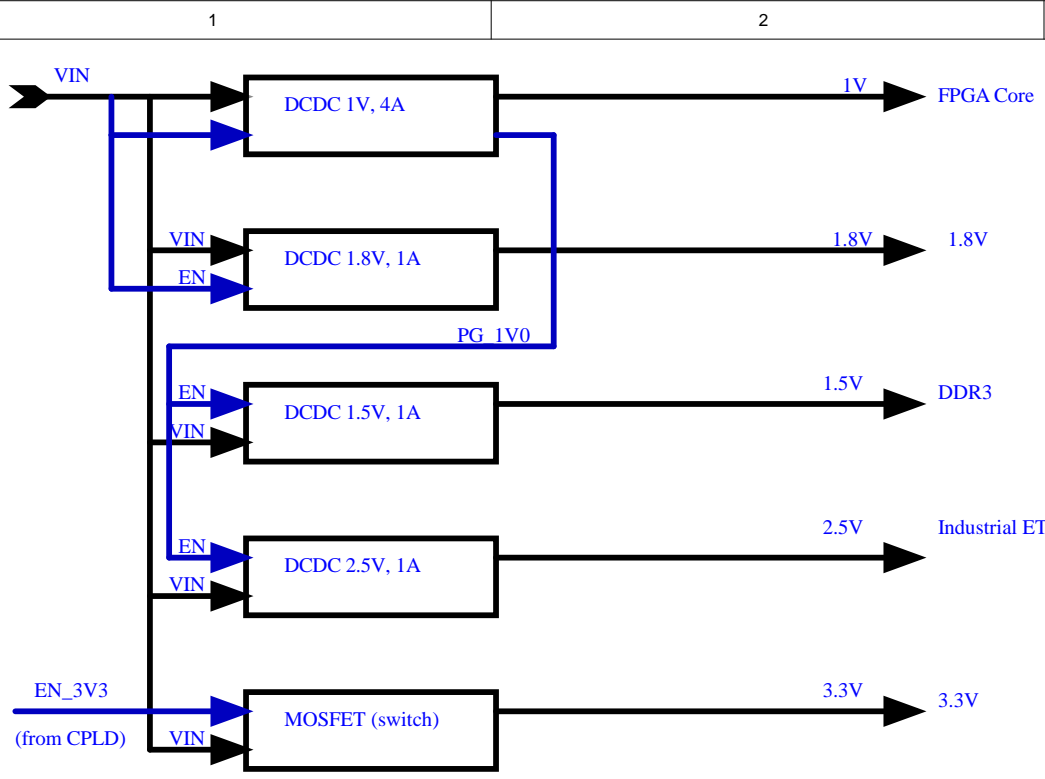 1 2
VIN
DCDC 1V, 4A
1V
FPGA Core
VIN
EN
DCDC 1.8V, 1A
1.8V
1.8V
PG_1V0
EN
VIN
DCDC 1.5V, 1A
1.5V
DDR3
EN
VIN
DCDC 2.5V, 1A
2.5V
Industrial ET
EN_3V3
(from CPLD)
VIN
MOSFET (switch)
3.3V
3.3V